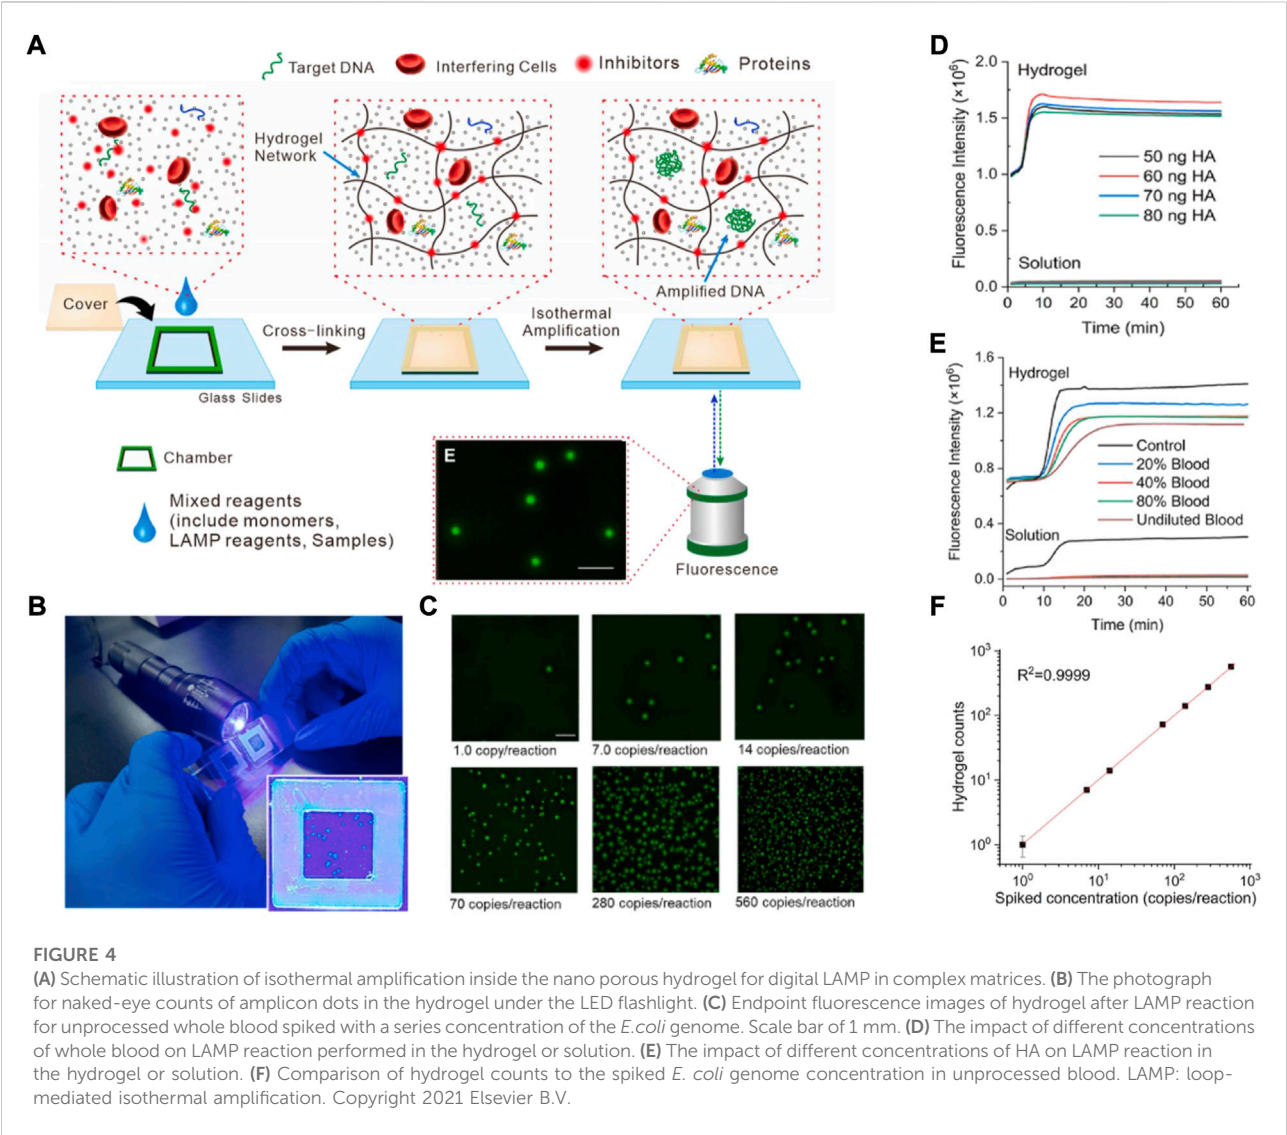 A
Target DNA
Interfering Cells
Inhibitors
Proteins
Hydrogel
Network
Amplified DNA
Cover
Cross-linking
Isothermal
Amplification
Glass Slides
Chamber
Mixed reagents
(include monomers,
LAMP reagents, Samples)
E
Fluorescence
B
C
1.0 copy/reaction
7.0 copies/reaction
14 copies/reaction
70 copies/reaction
280 copies/reaction
560 copies/reaction
D
Fluorescence Intensity (×10⁶)
2.0
1.5
1.0
0.5
0.0
Hydrogel
50 ng HA
60 ng HA
70 ng HA
80 ng HA
Solution
0 10 20 30 40 50 60
Time (min)
E
Fluorescence Intensity (×10⁶)
1.6
1.2
0.8
0.4
0.0
Hydrogel
Control
20% Blood
40% Blood
80% Blood
Undiluted Blood
Solution
0 10 20 30 40 50 60
Time (min)
F
Hydrogel counts
10³
10²
10¹
10⁰
R²=0.9999
10⁰ 10¹ 10² 10³
Spiked concentration (copies/reaction)
FIGURE 4
(A) Schematic illustration of isothermal amplification inside the nano porous hydrogel for digital LAMP in complex matrices. (B) The photograph
for naked-eye counts of amplicon dots in the hydrogel under the LED flashlight. (C) Endpoint fluorescence images of hydrogel after LAMP reaction
for unprocessed whole blood spiked with a series concentration of the E.coli genome. Scale bar of 1 mm. (D) The impact of different concentrations
of whole blood on LAMP reaction performed in the hydrogel or solution. (E) The impact of different concentrations of HA on LAMP reaction in
the hydrogel or solution. (F) Comparison of hydrogel counts to the spiked E. coli genome concentration in unprocessed blood. LAMP: loop-
mediated isothermal amplification. Copyright 2021 Elsevier B.V.